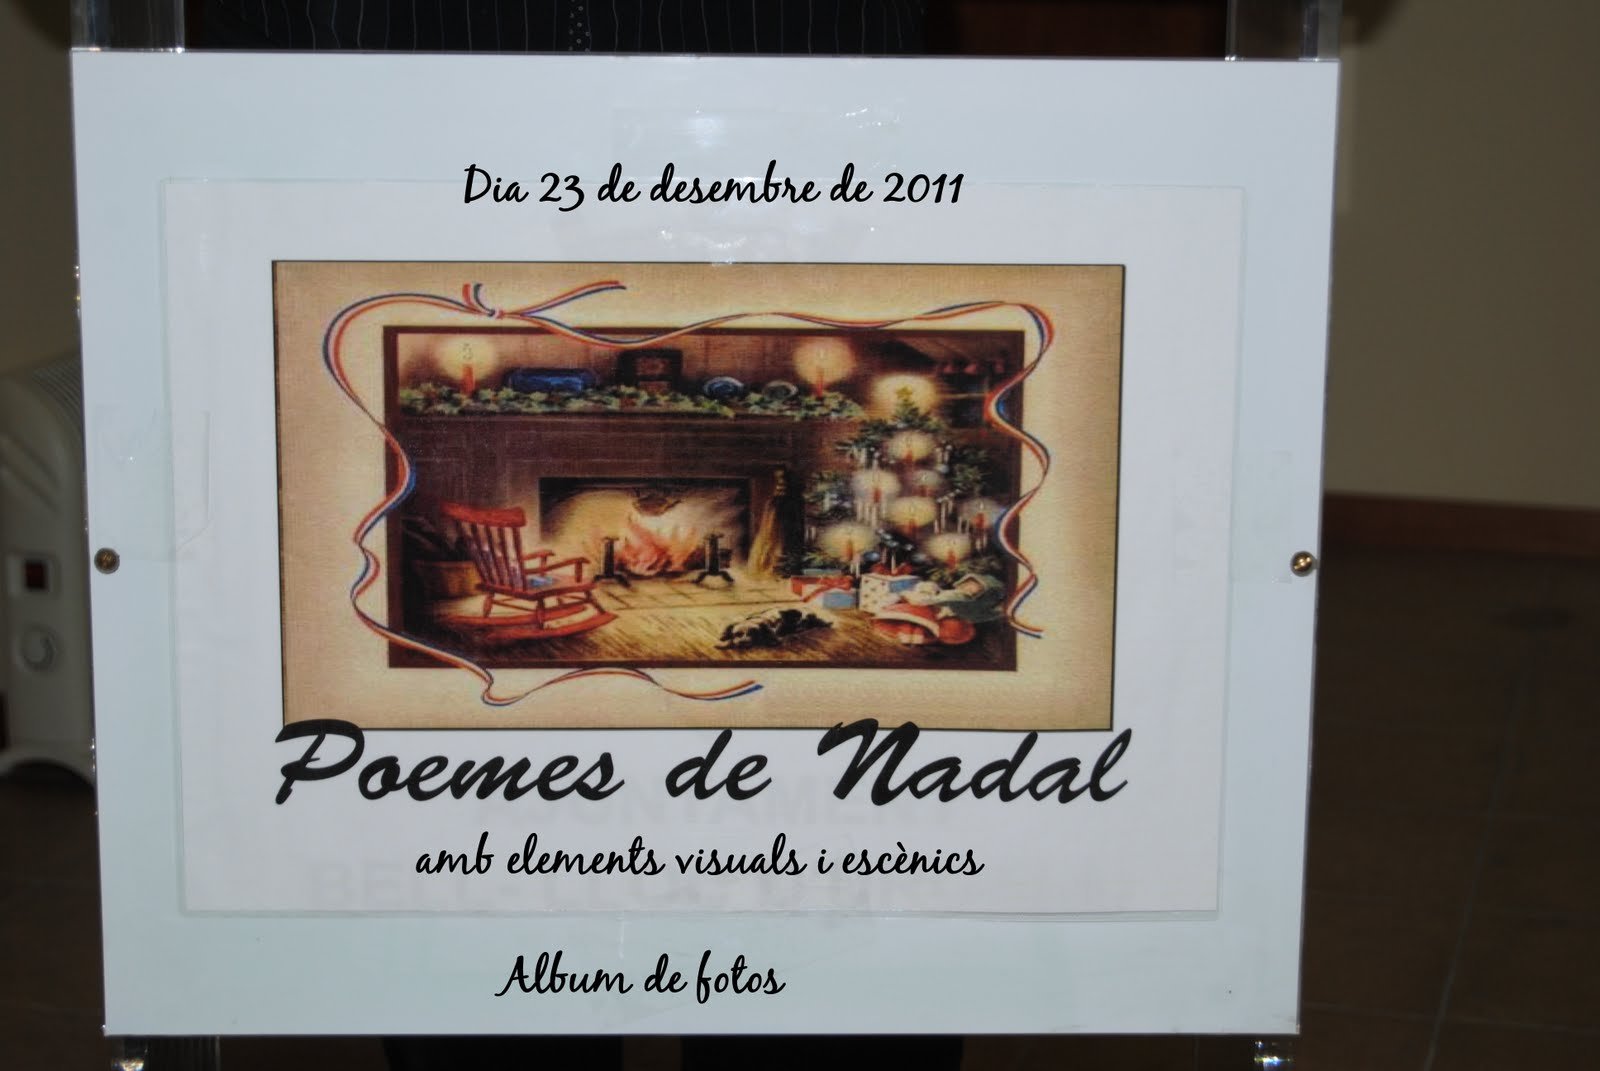 Dia 23 de desembre de 2011
Poemes de Nadal
amb elements visuals i escènics
Album de fotos